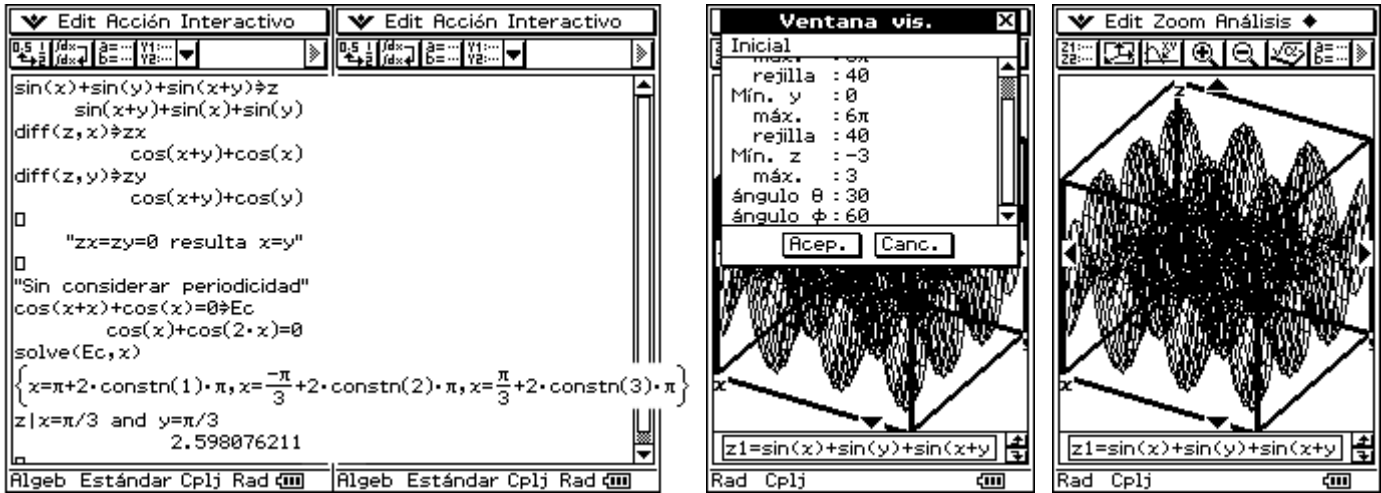 Edit Acción Interactivo
Edit Acción Interactivo
sin(x)+sin(y)+sin(x+y)⇒z
sin(x+y)+sin(x)+sin(y)
diff(z,x)⇒zx
cos(x+y)+cos(x)
diff(z,y)⇒zy
cos(x+y)+cos(y)
"zx=zy=0 resulta x=y"
"Sin considerar periodicidad"
cos(x+x)+cos(x)=0⇒Ec
cos(x)+cos(2·x)=0
solve(Ec,x)
{x=π+2·constn(1)·π,x=-π/3+2·constn(2)·π,x=π/3+2·constn(3)·π}
z|x=π/3 and y=π/3
2.598076211
Algeb Estándar Cplj Rad
Algeb Estándar Cplj Rad
Ventana vis. X
Inicial
rejilla :40
Mín. y :0
máx. :6π
rejilla :40
Mín. z :-3
máx. :3
ángulo θ:30
ángulo φ:60
Acep. Canc.
x
z1=sin(x)+sin(y)+sin(x+y
Rad Cplj
Edit Zoom Análisis ◆
z
x
z1=sin(x)+sin(y)+sin(x+y
Rad Cplj